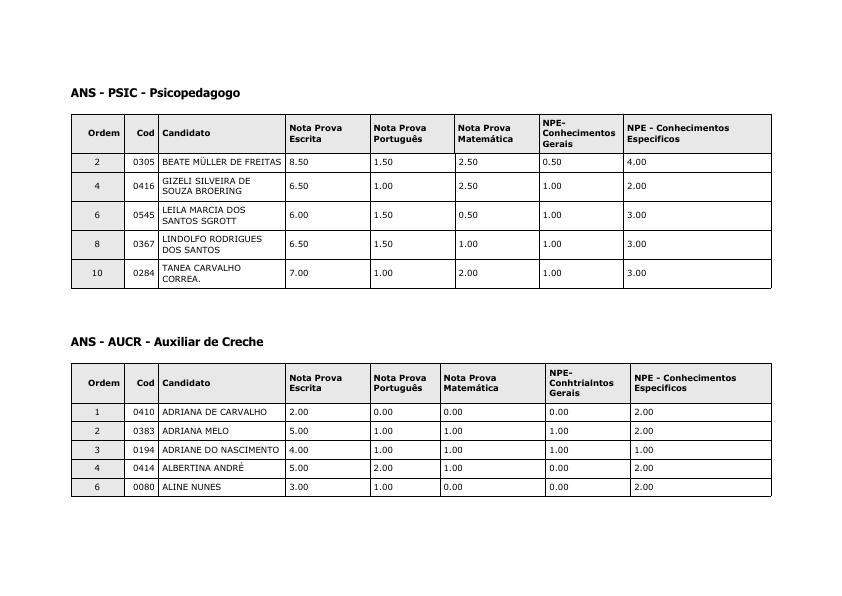 ANS - PSIC - Psicopedagogo
Ordem Cod Candidato Nota Prova Escrita Nota Prova Português Nota Prova Matemática NPE- Conhecimentos Gerais NPE - Conhecimentos Especificos
2 0305 BEATE MÜLLER DE FREITAS 8.50 1.50 2.50 0.50 4.00
4 0416 GIZELI SILVEIRA DE SOUZA BROERING 6.50 1.00 2.50 1.00 2.00
6 0545 LEILA MARCIA DOS SANTOS SGROTT 6.00 1.50 0.50 1.00 3.00
8 0367 LINDOLFO RODRIGUES DOS SANTOS 6.50 1.50 1.00 1.00 3.00
10 0284 TANEA CARVALHO CORREA. 7.00 1.00 2.00 1.00 3.00
ANS - AUCR - Auxiliar de Creche
Ordem Cod Candidato Nota Prova Escrita Nota Prova Português Nota Prova Matemática NPE- Conhtrialntos Gerais NPE - Conhecimentos Especificos
1 0410 ADRIANA DE CARVALHO 2.00 0.00 0.00 0.00 2.00
2 0383 ADRIANA MELO 5.00 1.00 1.00 1.00 2.00
3 0194 ADRIANE DO NASCIMENTO 4.00 1.00 1.00 1.00 1.00
4 0414 ALBERTINA ANDRÉ 5.00 2.00 1.00 0.00 2.00
6 0080 ALINE NUNES 3.00 1.00 0.00 0.00 2.00